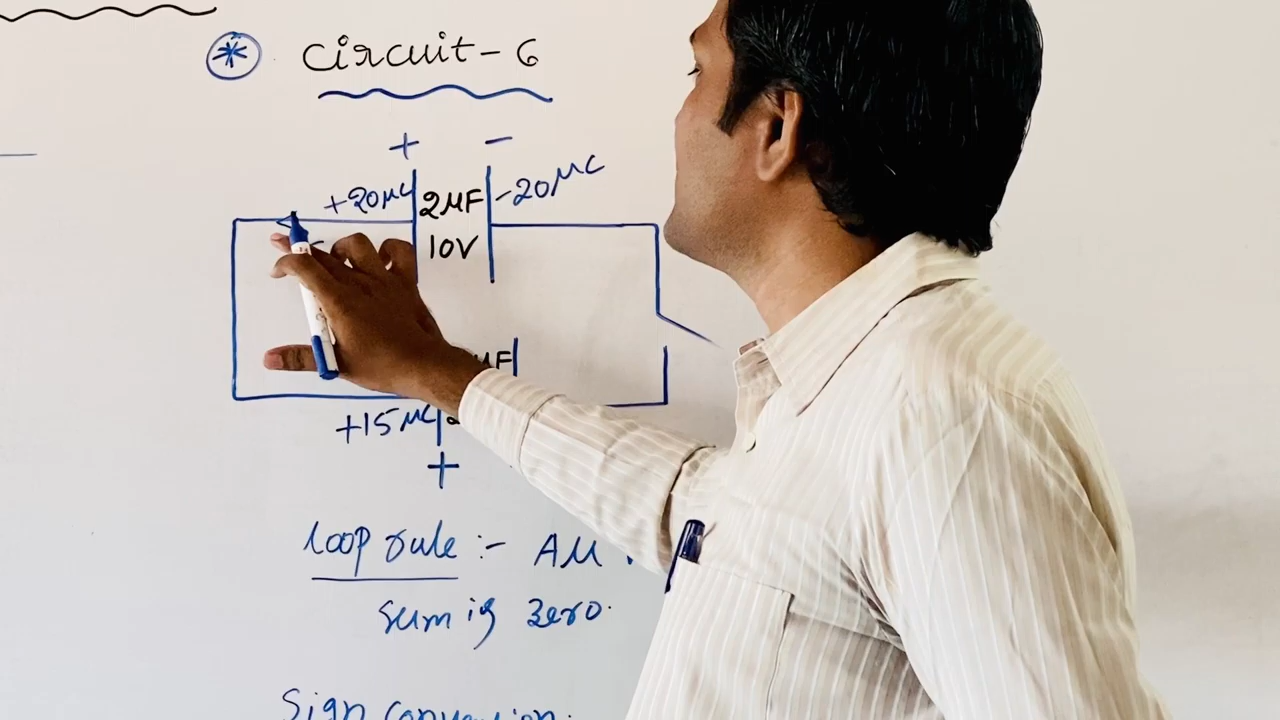 * Circuit-6
+ -
+20μC 2μF -20μC
10V
μF
+15μC
+
loop rule :- All
sum is zero.
Sign convention: